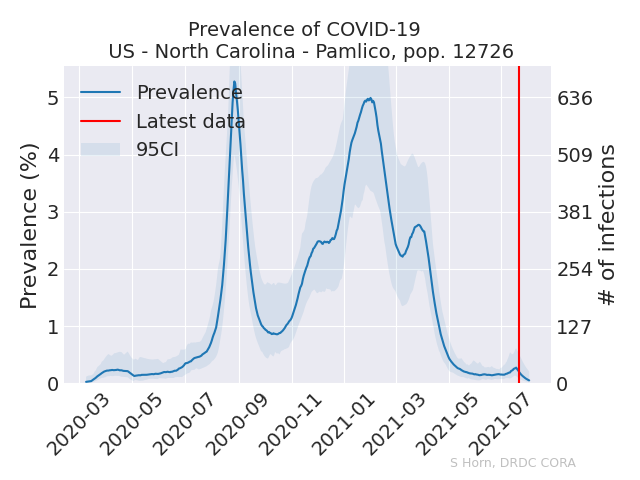 Prevalence of COVID-19
US - North Carolina - Pamlico, pop. 12726
Prevalence
Latest data
95CI
Prevalence (%)
5
4
3
2
1
0
# of infections
636
509
381
254
127
0
2020-03
2020-05
2020-07
2020-09
2020-11
2021-01
2021-03
2021-05
2021-07
S Horn, DRDC CORA